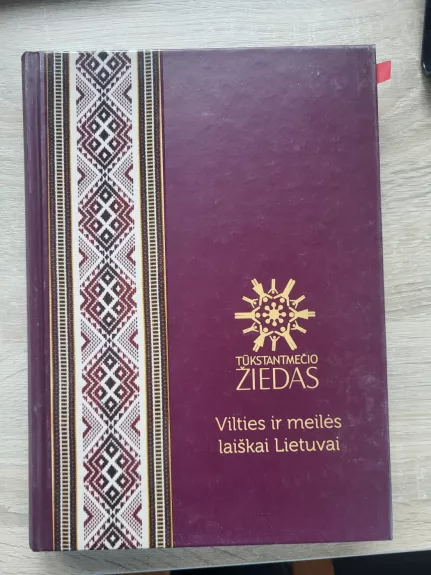 TŪKSTANTMEČIO
ŽIEDAS
Vilties ir meilės
laiškai Lietuvai